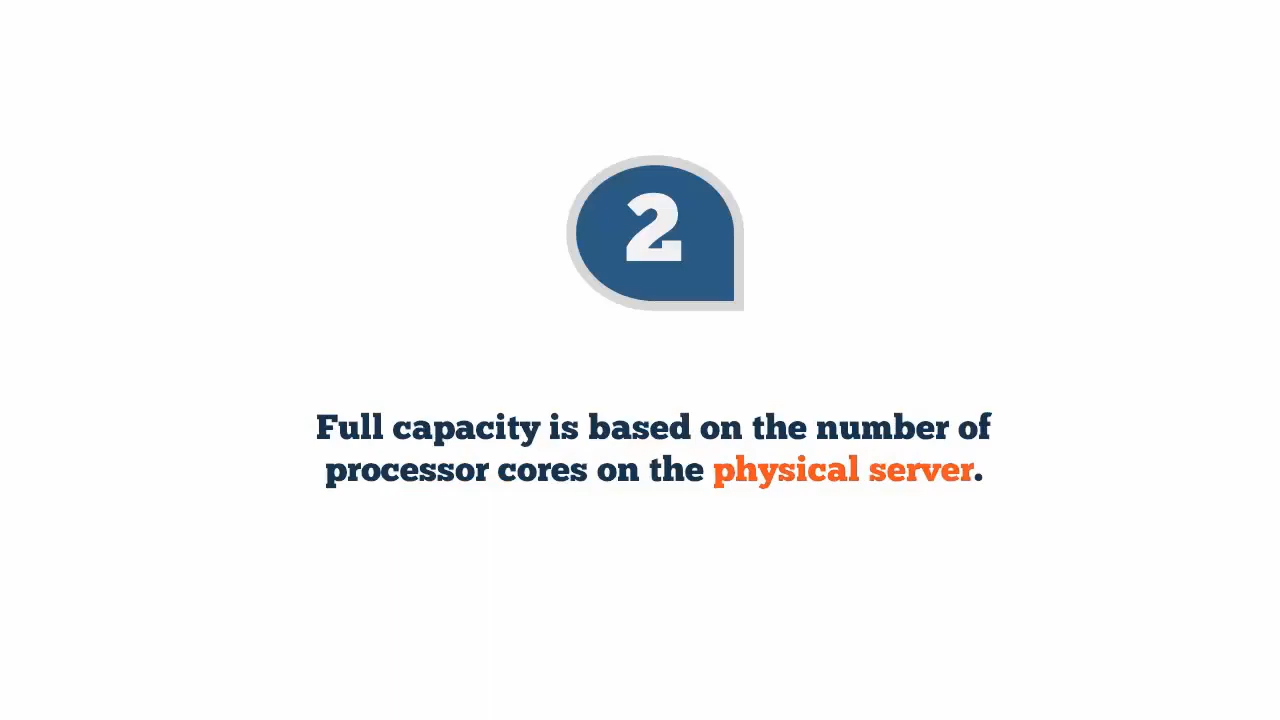 2
Full capacity is based on the number of
processor cores on the physical server.